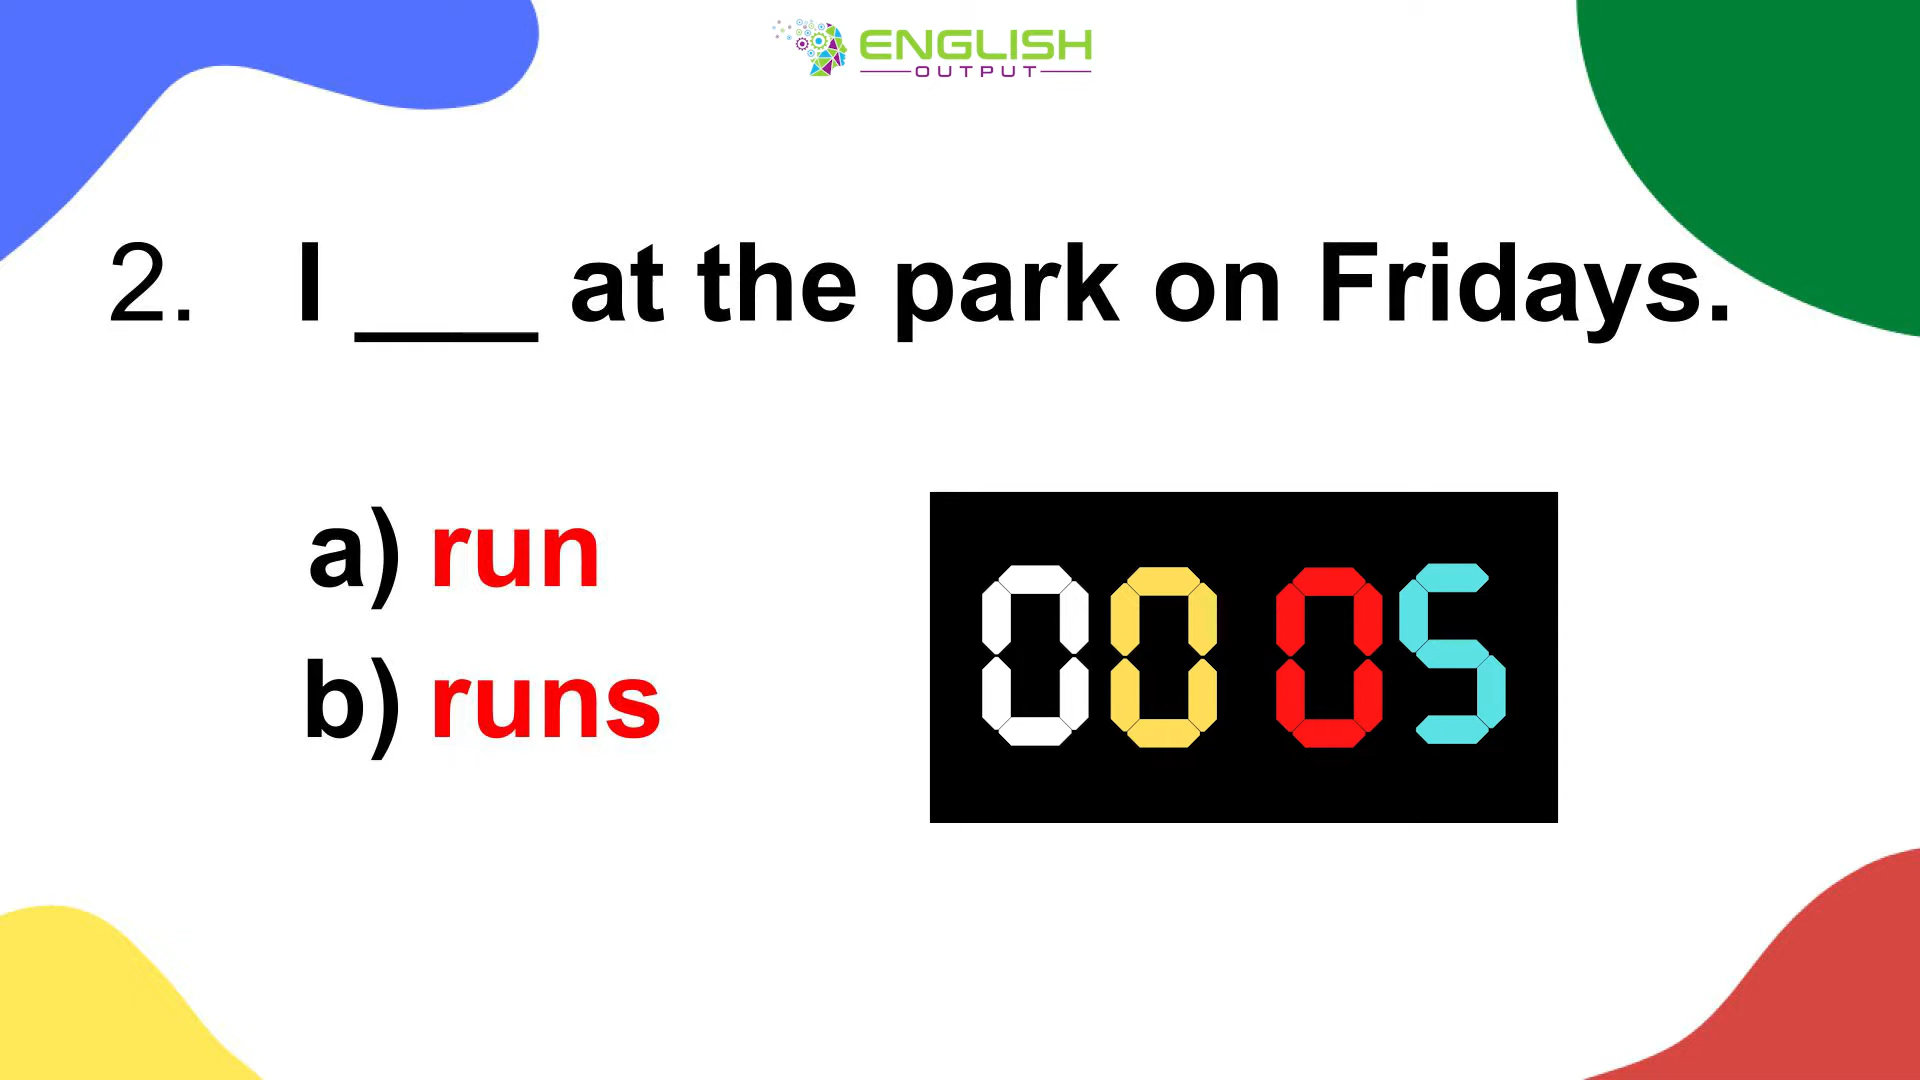 ENGLISH
OUTPUT
2. I ___ at the park on Fridays.
a) run
b) runs
00 05